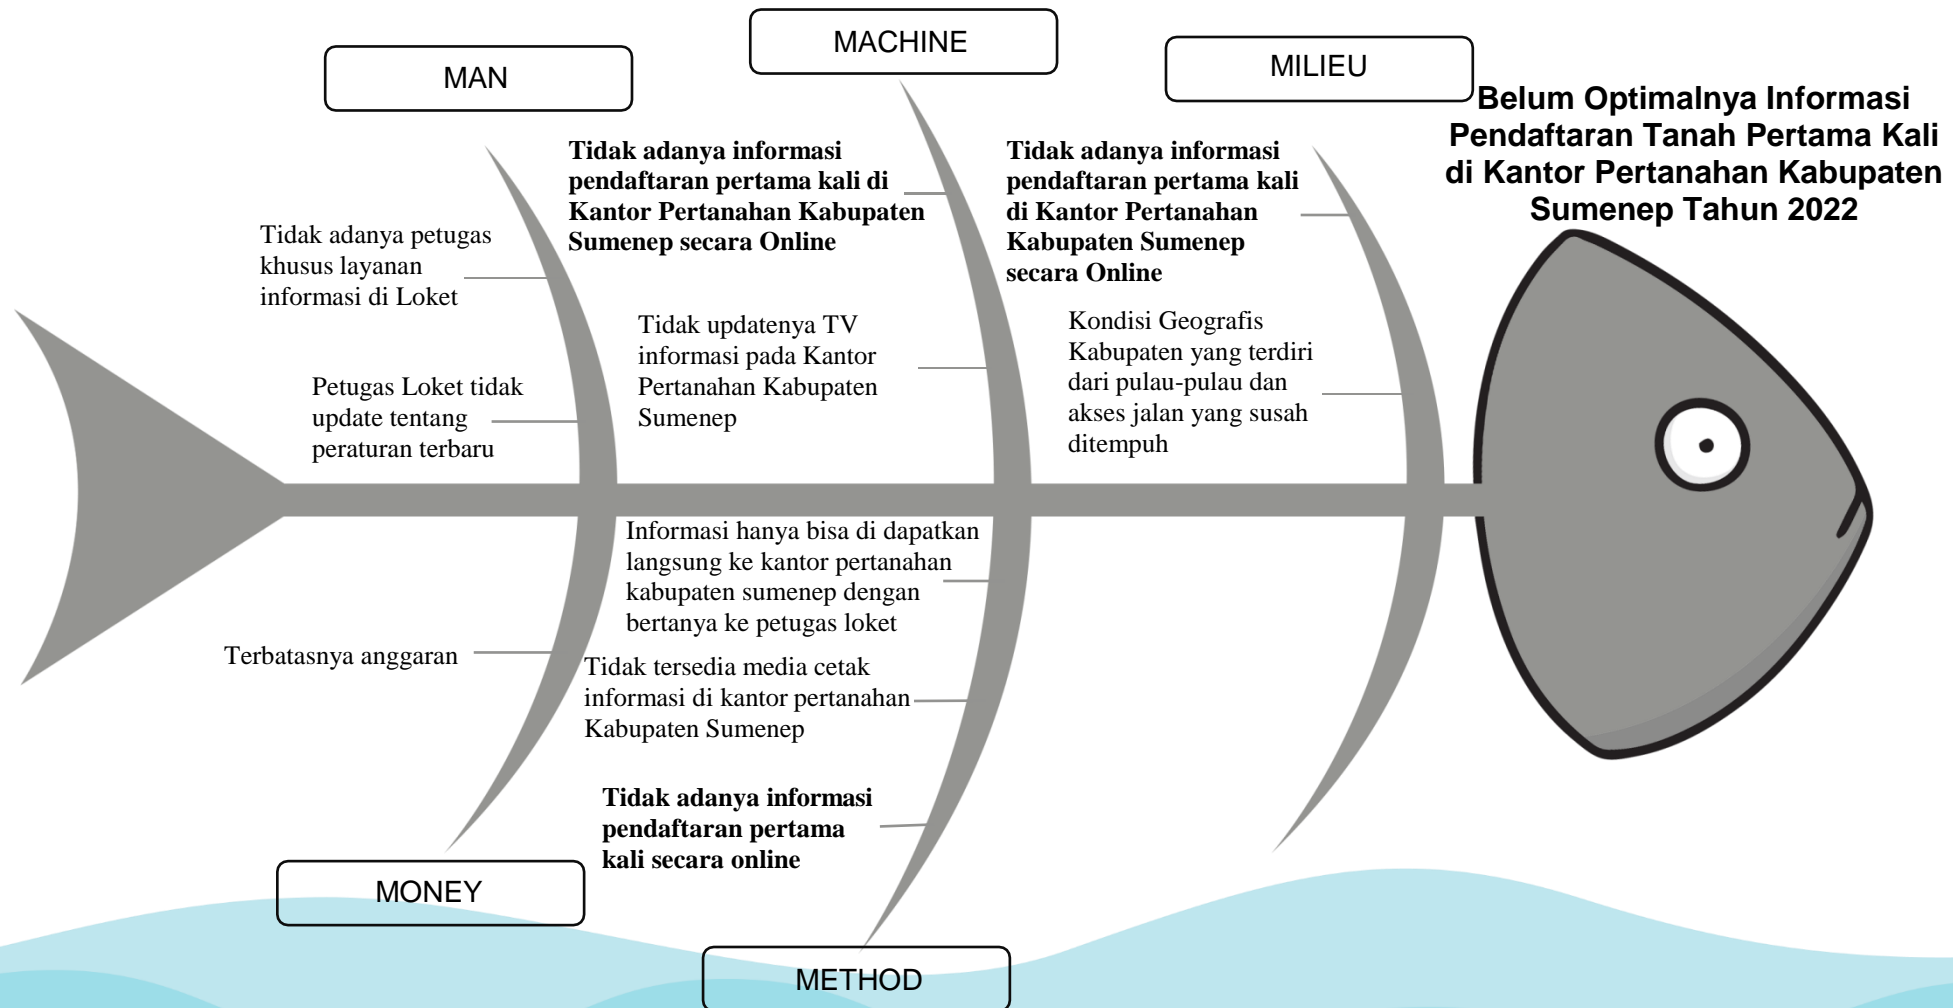 MAN
MACHINE
MILIEU
Belum Optimalnya Informasi
Pendaftaran Tanah Pertama Kali
di Kantor Pertanahan Kabupaten
Sumenep Tahun 2022
Tidak adanya petugas
khusus layanan
informasi di Loket
Petugas Loket tidak
update tentang
peraturan terbaru
Tidak adanya informasi
pendaftaran pertama kali di
Kantor Pertanahan Kabupaten
Sumenep secara Online
Tidak updatenya TV
informasi pada Kantor
Pertanahan Kabupaten
Sumenep
Tidak adanya informasi
pendaftaran pertama kali
di Kantor Pertanahan
Kabupaten Sumenep
secara Online
Kondisi Geografis
Kabupaten yang terdiri
dari pulau-pulau dan
akses jalan yang susah
ditempuh
Terbatasnya anggaran
Informasi hanya bisa di dapatkan
langsung ke kantor pertanahan
kabupaten sumenep dengan
bertanya ke petugas loket
Tidak tersedia media cetak
informasi di kantor pertanahan
Kabupaten Sumenep
Tidak adanya informasi
pendaftaran pertama
kali secara online
MONEY
METHOD